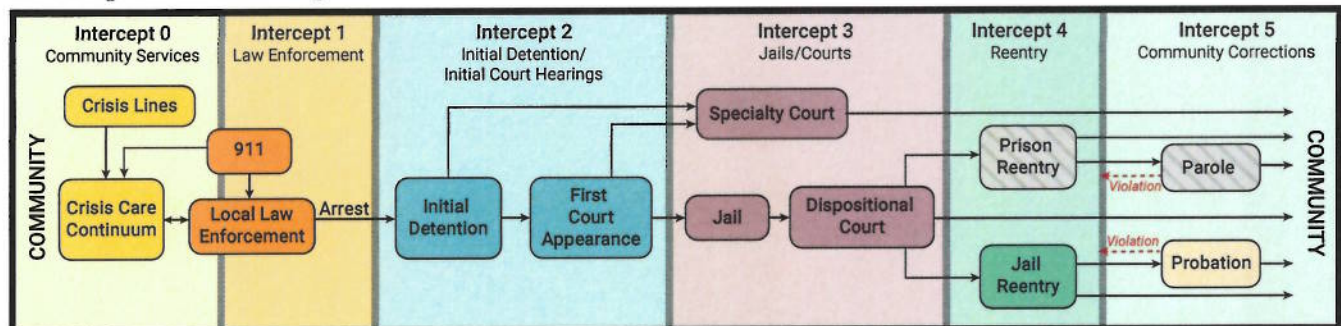 Intercept 0
Community Services
Intercept 1
Law Enforcement
Intercept 2
Initial Detention/
Initial Court Hearings
Intercept 3
Jails/Courts
Intercept 4
Reentry
Intercept 5
Community Corrections
COMMUNITY
Crisis Lines
911
Crisis Care
Continuum
Local Law
Enforcement
Arrest
Initial
Detention
First
Court
Appearance
Specialty Court
Jail
Dispositional
Court
Prison
Reentry
Violation
Parole
Jail
Reentry
Violation
Probation
COMMUNITY